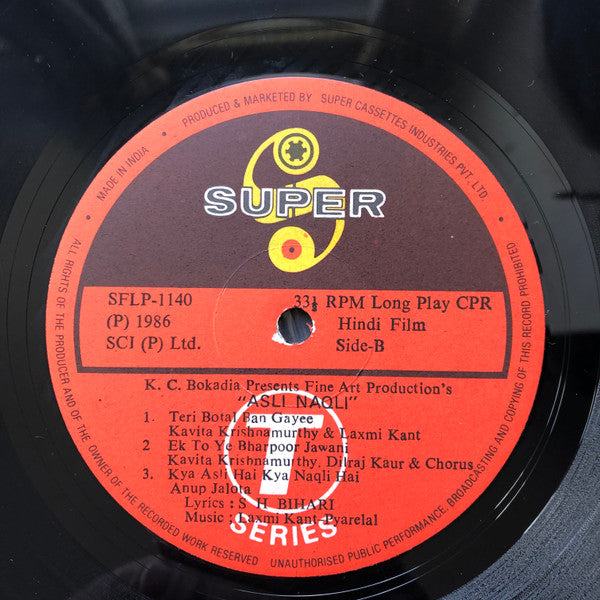 • MADE IN INDIA • PRODUCED & MARKETED BY SUPER CASSETTES INDUSTRIES PVT. LTD. •
SUPER
SFLP-1140 33⅓ RPM Long Play CPR
(P) 1986 Hindi Film
SCI (P) Ltd. Side-B
K. C. Bokadia Presents Fine Art Production's
"ASLI NAQLI"
1. Teri Botal Ban Gayee
Kavita Krishnamurthy & Laxmi Kant
2 Ek To Ye Bharpoor Jawani
Kavita Krishnamurthy, Dilraj Kaur & Chorus
3. Kya Asli Hai Kya Naqli Hai
Anup Jalota
Lyrics : S H BIHARI
Music ; Laxmi Kant-Pyarelal
T
SERIES
ALL RIGHTS OF THE PRODUCER AND OF THE OWNER OF THE RECORDED WORK RESERVED UNAUTHORISED PUBLIC PERFORMANCE, BROADCASTING AND COPYING OF THIS RECORD PROHIBITED